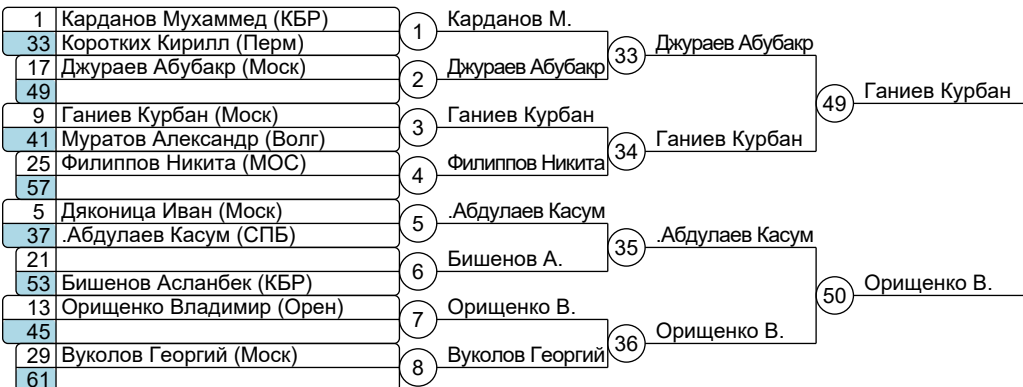 1 Карданов Мухаммед (КБР)
33 Коротких Кирилл (Перм)
17 Джураев Абубакр (Моск)
49
9 Ганиев Курбан (Моск)
41 Муратов Александр (Волг)
25 Филиппов Никита (МОС)
57
5 Дяконица Иван (Моск)
37 .Абдулаев Касум (СПБ)
21
53 Бишенов Асланбек (КБР)
13 Орищенко Владимир (Орен)
45
29 Вуколов Георгий (Моск)
61
1 Карданов М.
2 Джураев Абубакр
3 Ганиев Курбан
4 Филиппов Никита
5 .Абдулаев Касум
6 Бишенов А.
7 Орищенко В.
8 Вуколов Георгий
33 Джураев Абубакр
34 Ганиев Курбан
35 .Абдулаев Касум
36 Орищенко В.
49 Ганиев Курбан
50 Орищенко В.